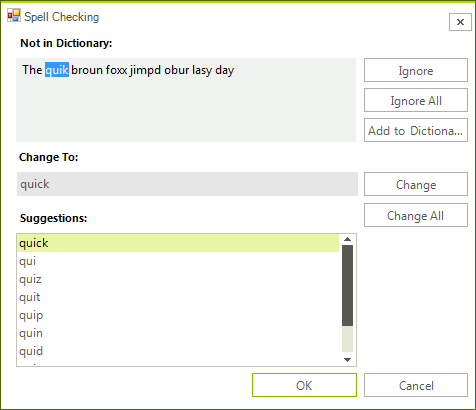 Spell Checking
Not in Dictionary:
The quik broun foxx jimpd obur lasy day
Ignore
Ignore All
Add to Dictiona...
Change To:
quick
Change
Change All
Suggestions:
quick
qui
quiz
quit
quip
quin
quid
OK
Cancel